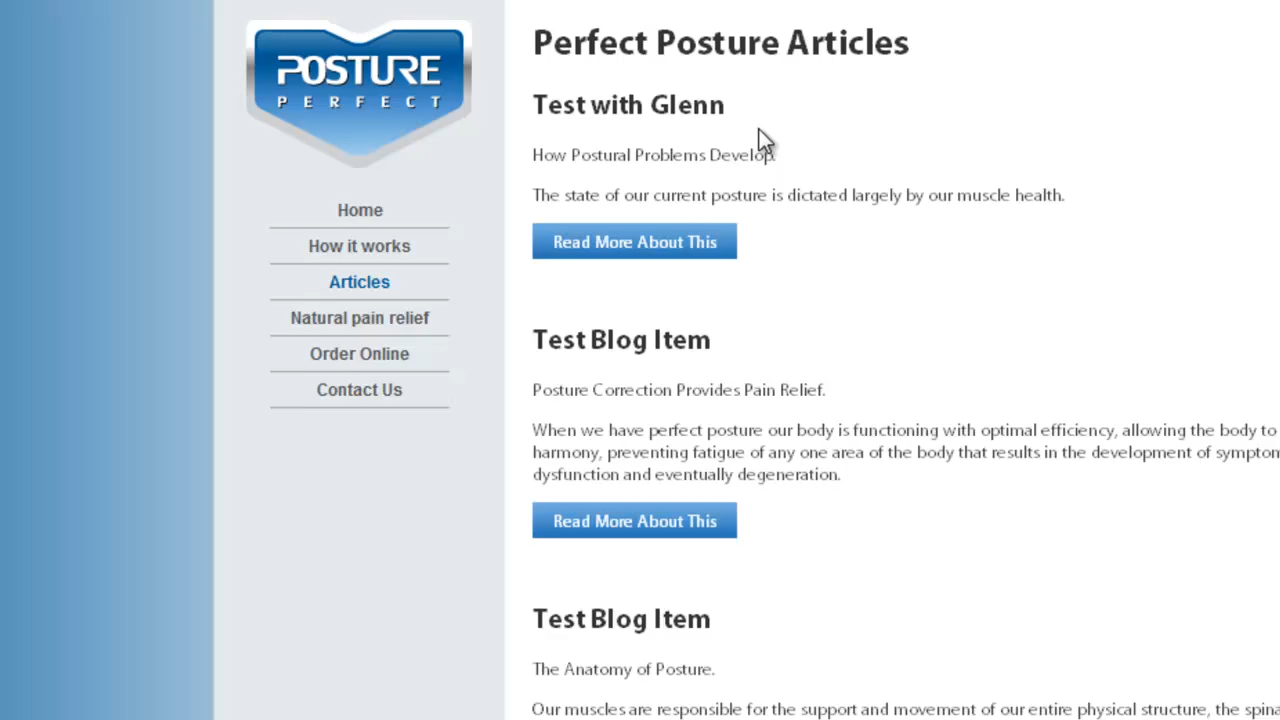 POSTURE
PERFECT
Home
How it works
Articles
Natural pain relief
Order Online
Contact Us
Perfect Posture Articles
Test with Glenn
How Postural Problems Develop.
The state of our current posture is dictated largely by our muscle health.
Read More About This
Test Blog Item
Posture Correction Provides Pain Relief.
When we have perfect posture our body is functioning with optimal efficiency, allowing the body to
harmony, preventing fatigue of any one area of the body that results in the development of
dysfunction and eventually degeneration.
Read More About This
Test Blog Item
The Anatomy of Posture.
Our muscles are responsible for the support and movement of our entire physical structure, the